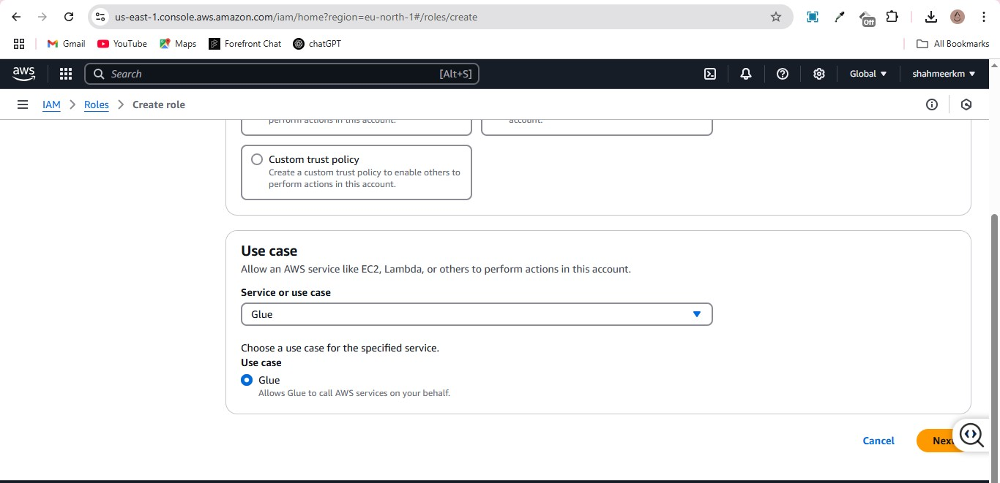 us-east-1.console.aws.amazon.com/iam/home?region=eu-north-1#/roles/create
Off
Gmail YouTube Maps Forefront Chat chatGPT All Bookmarks
aws Search [Alt+S] Global shahmeerkm
IAM Roles Create role
perform actions in this account. account.
Custom trust policy
Create a custom trust policy to enable others to
perform actions in this account.
Use case
Allow an AWS service like EC2, Lambda, or others to perform actions in this account.
Service or use case
Glue
Choose a use case for the specified service.
Use case
Glue
Allows Glue to call AWS services on your behalf.
Cancel Next